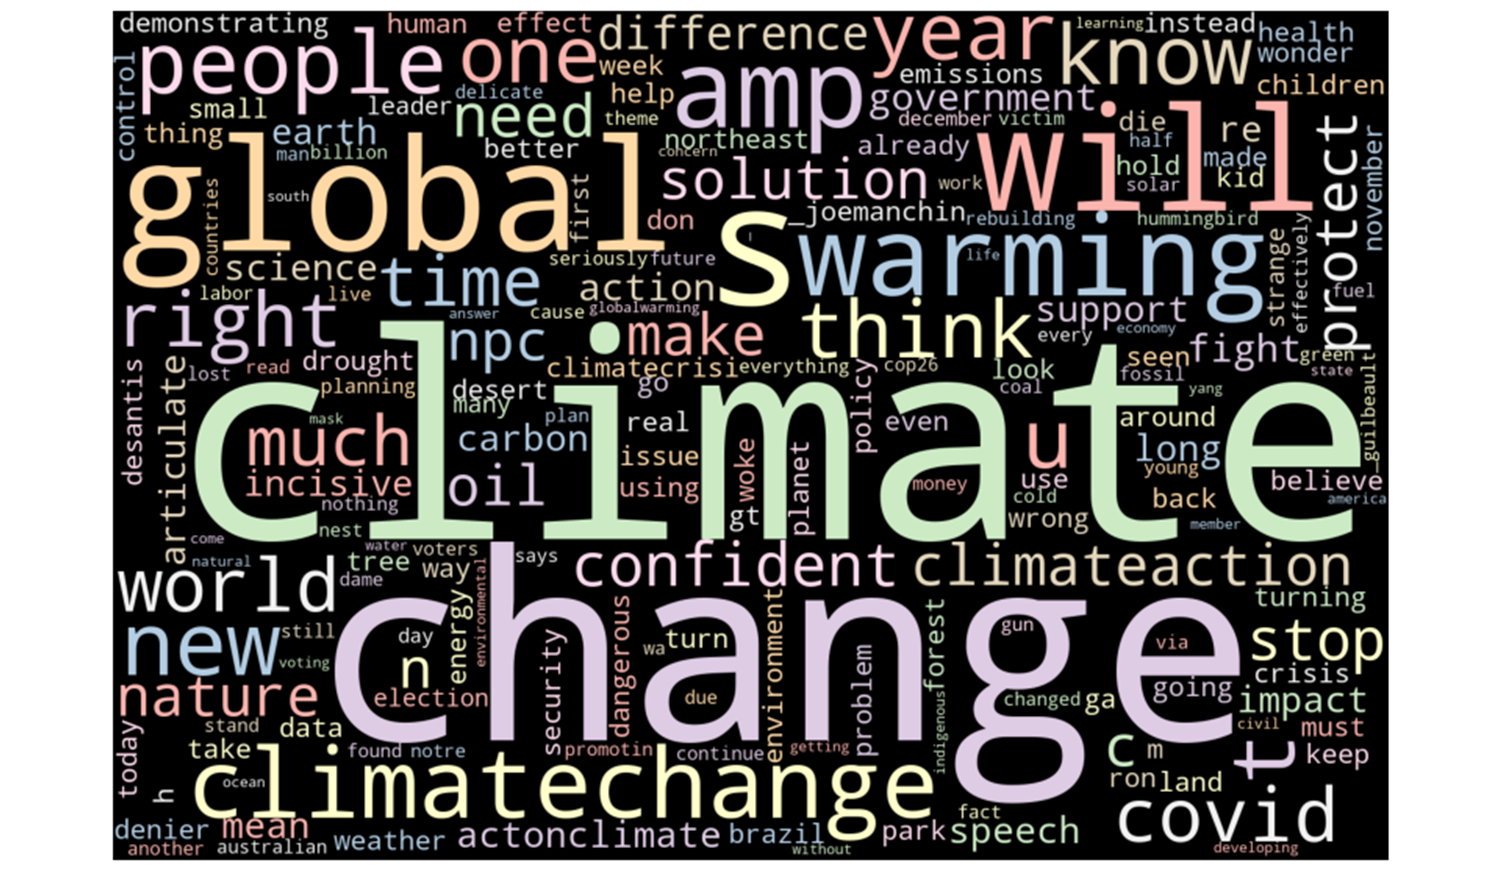 demonstrating human effect difference year learning instead health
people one know wonder
control week amp emissions children
small leader delicate need help government
thing earth theme northeast december victim die re protect
man billion better concern already half
global solution work will hold made november
south solar kid
countries first don s _joemanchin rebuilding hummingbird
science time seriously future warming life strange effectively
labor live action fuel
right answer cause globalwarming think support
npc make every economy
desantis articulate drought climatecrisi everything policy cop26 look seen fight green
lost read desert go coal fossil state
planning many climate yang
mask plan real even around _guilbeault
much carbon issue woke planet u long
incisive oil using money use young believe
nothing gt cold back america
nest wrong member
come water voters says confident climateaction
natural tree way
world dame energy environmental change turning
new still day security dangerous wa turn environment problem forest gun via stop
voting n crisis
nature election due indigenous changed ga going impact
today stand data civil must
take found notre promotin continue getting c m t keep
h ocean climatechange ron land
denier mean weather actonclimate brazil park speech fact covid
another australian without developing